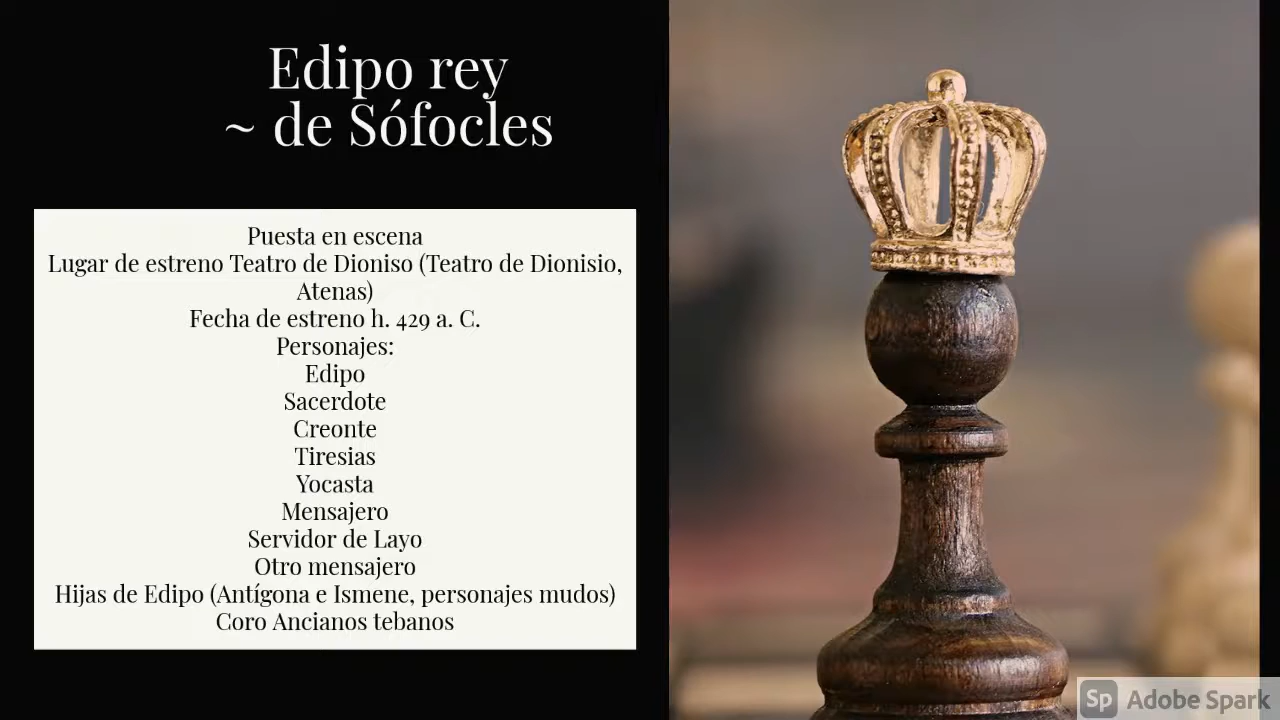 Edipo rey
~ de Sófocles
Puesta en escena
Lugar de estreno Teatro de Dioniso (Teatro de Dionisio,
Atenas)
Fecha de estreno h. 429 a. C.
Personajes:
Edipo
Sacerdote
Creonte
Tiresias
Yocasta
Mensajero
Servidor de Layo
Otro mensajero
Hijas de Edipo (Antígona e Ismene, personajes mudos)
Coro Ancianos tebanos
Sp Adobe Spark